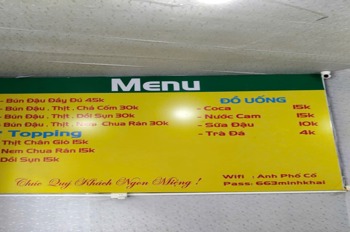 Menu
- Bún Đậu Đầy Đủ 45k
- Bún Đậu . Thịt . Chả Cốm 30k
- Bún Đậu . Thịt . Dồi Sụn 30k
- Bún Đậu . Nem Chua Rán 30k
Topping
Thịt Chân Giò 15k
Nem Chua Rán 15k
Dồi Sụn 15k
ĐỒ UỐNG
- Coca 15k
- Nước Cam 15k
- Sữa Đậu 10k
- Trà Đá 4k
Chúc Quý Khách Ngon Miệng !
Wifi : Anh Phố Cổ
Pass: 663minhkhai